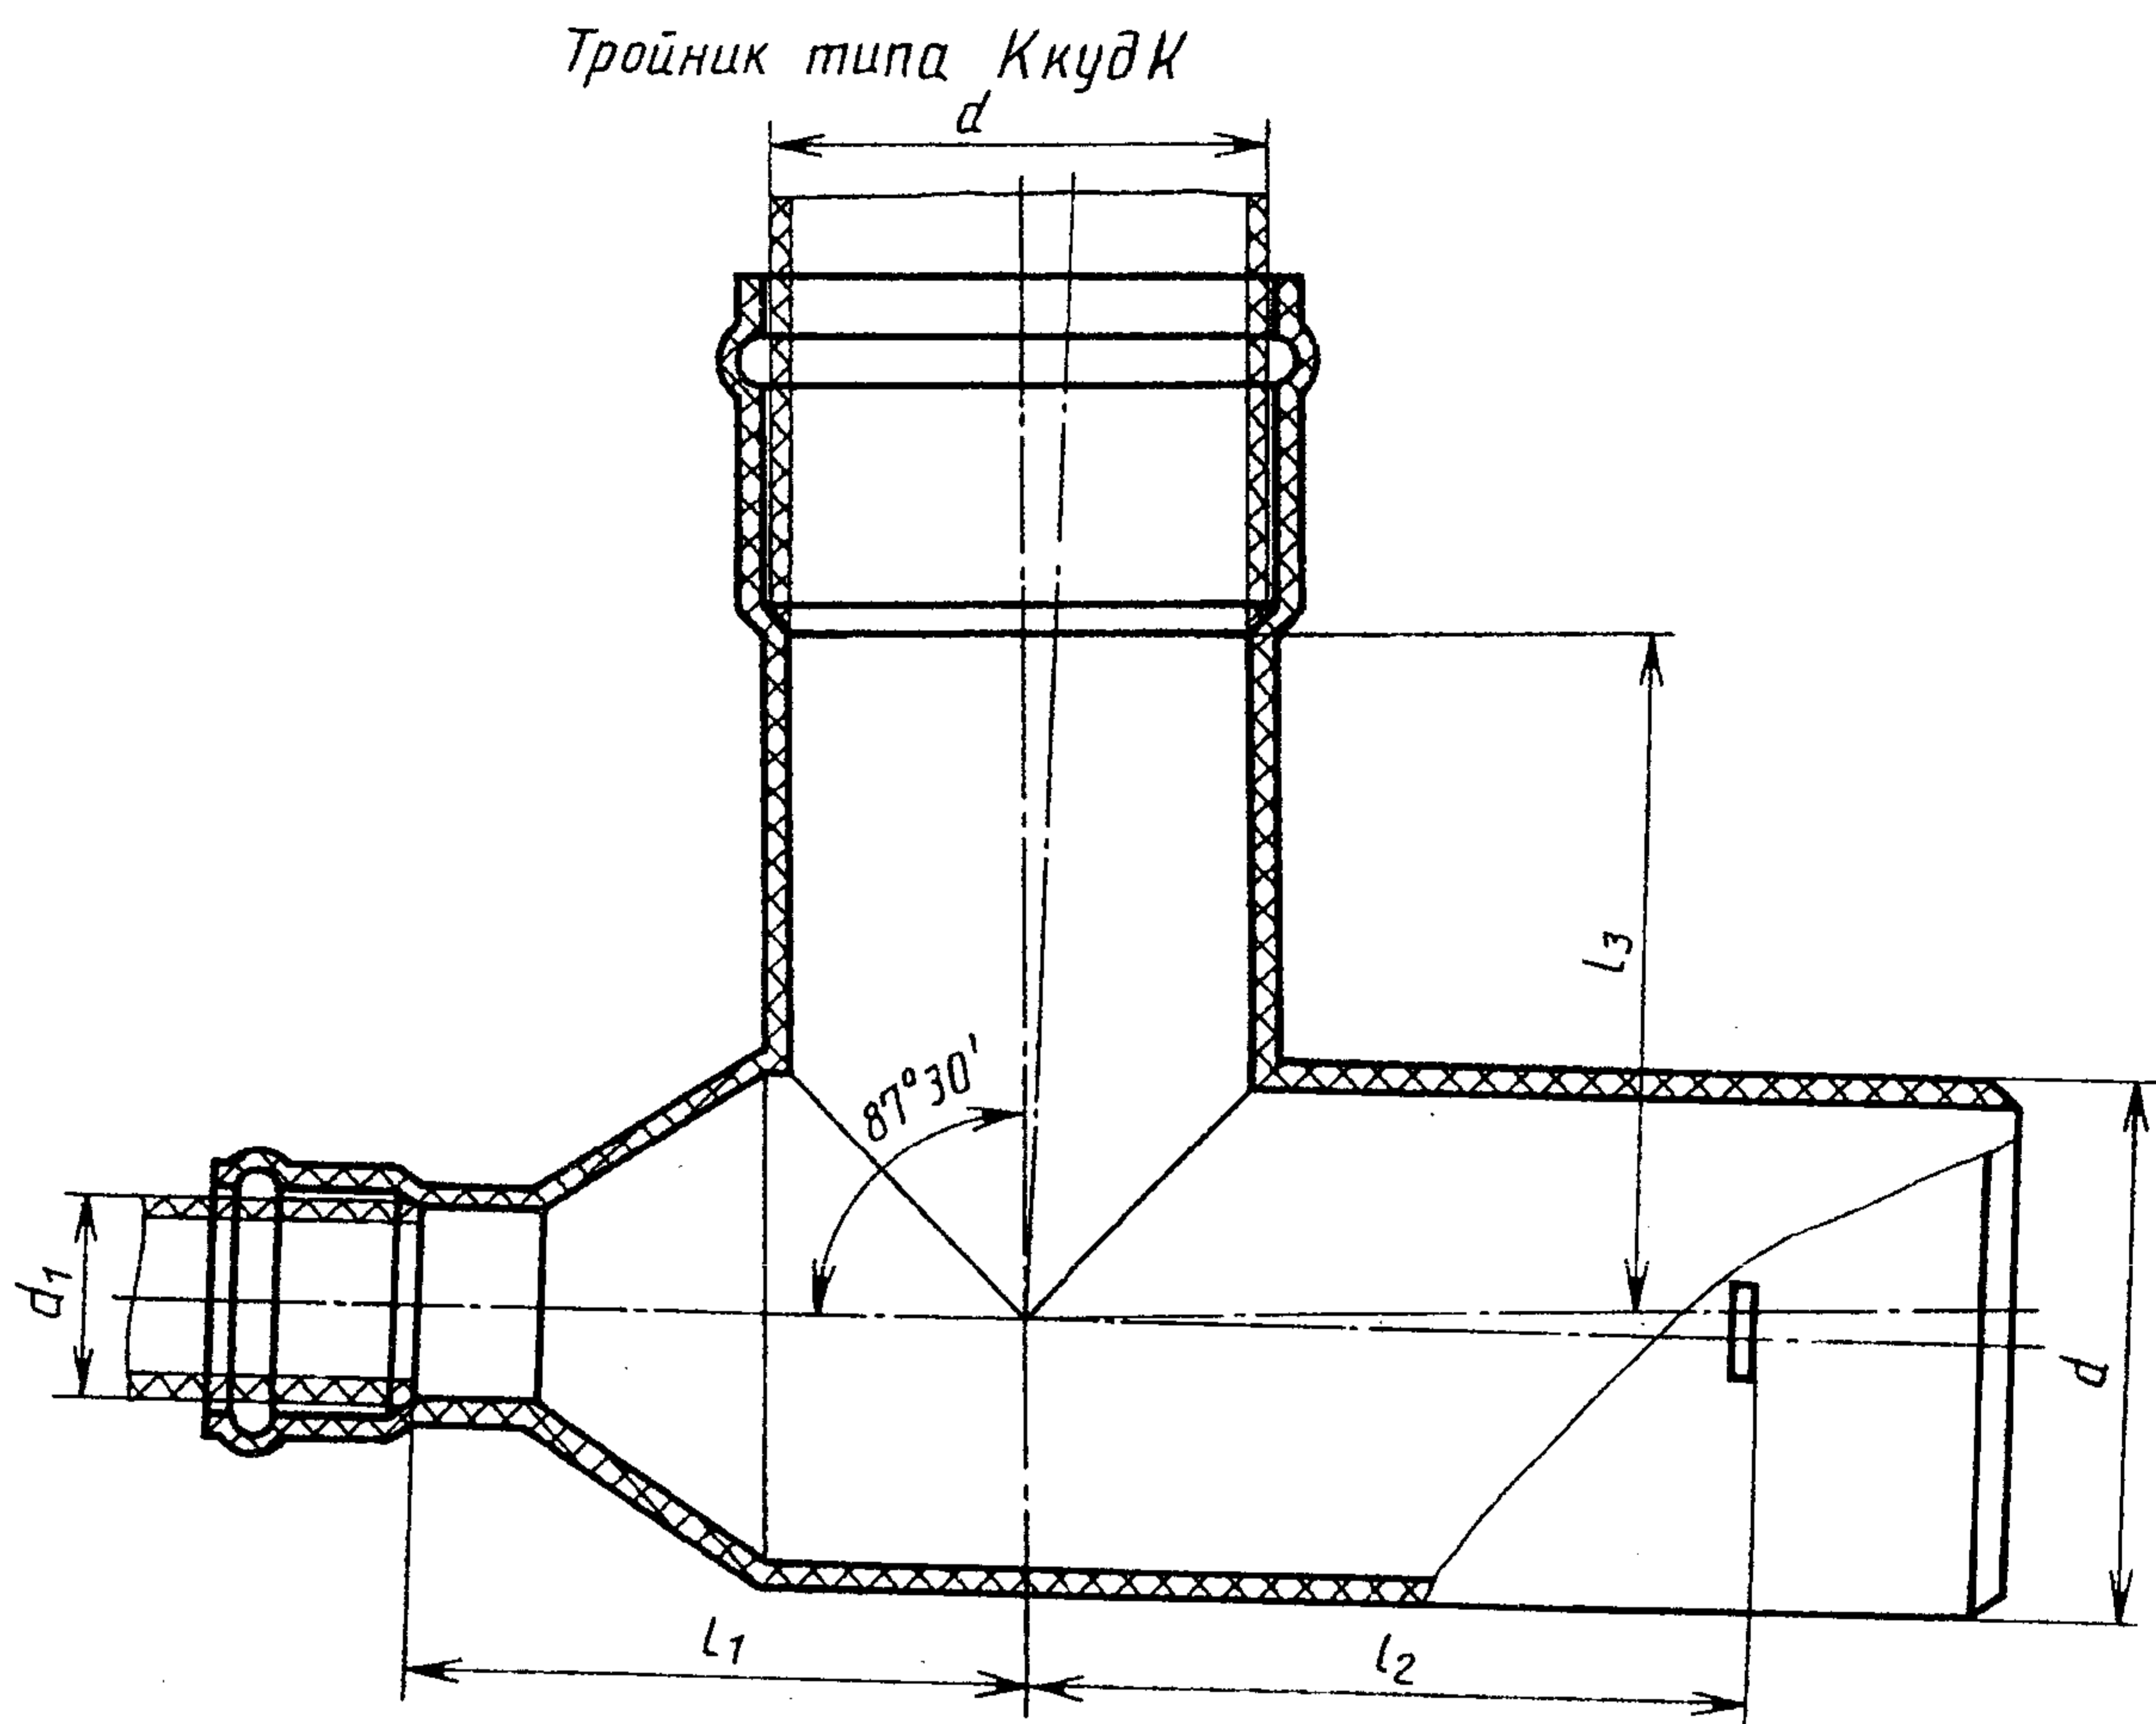 Тройник типа ККудК
d
l₃
87°30'
d₁
d
l₁
l₂